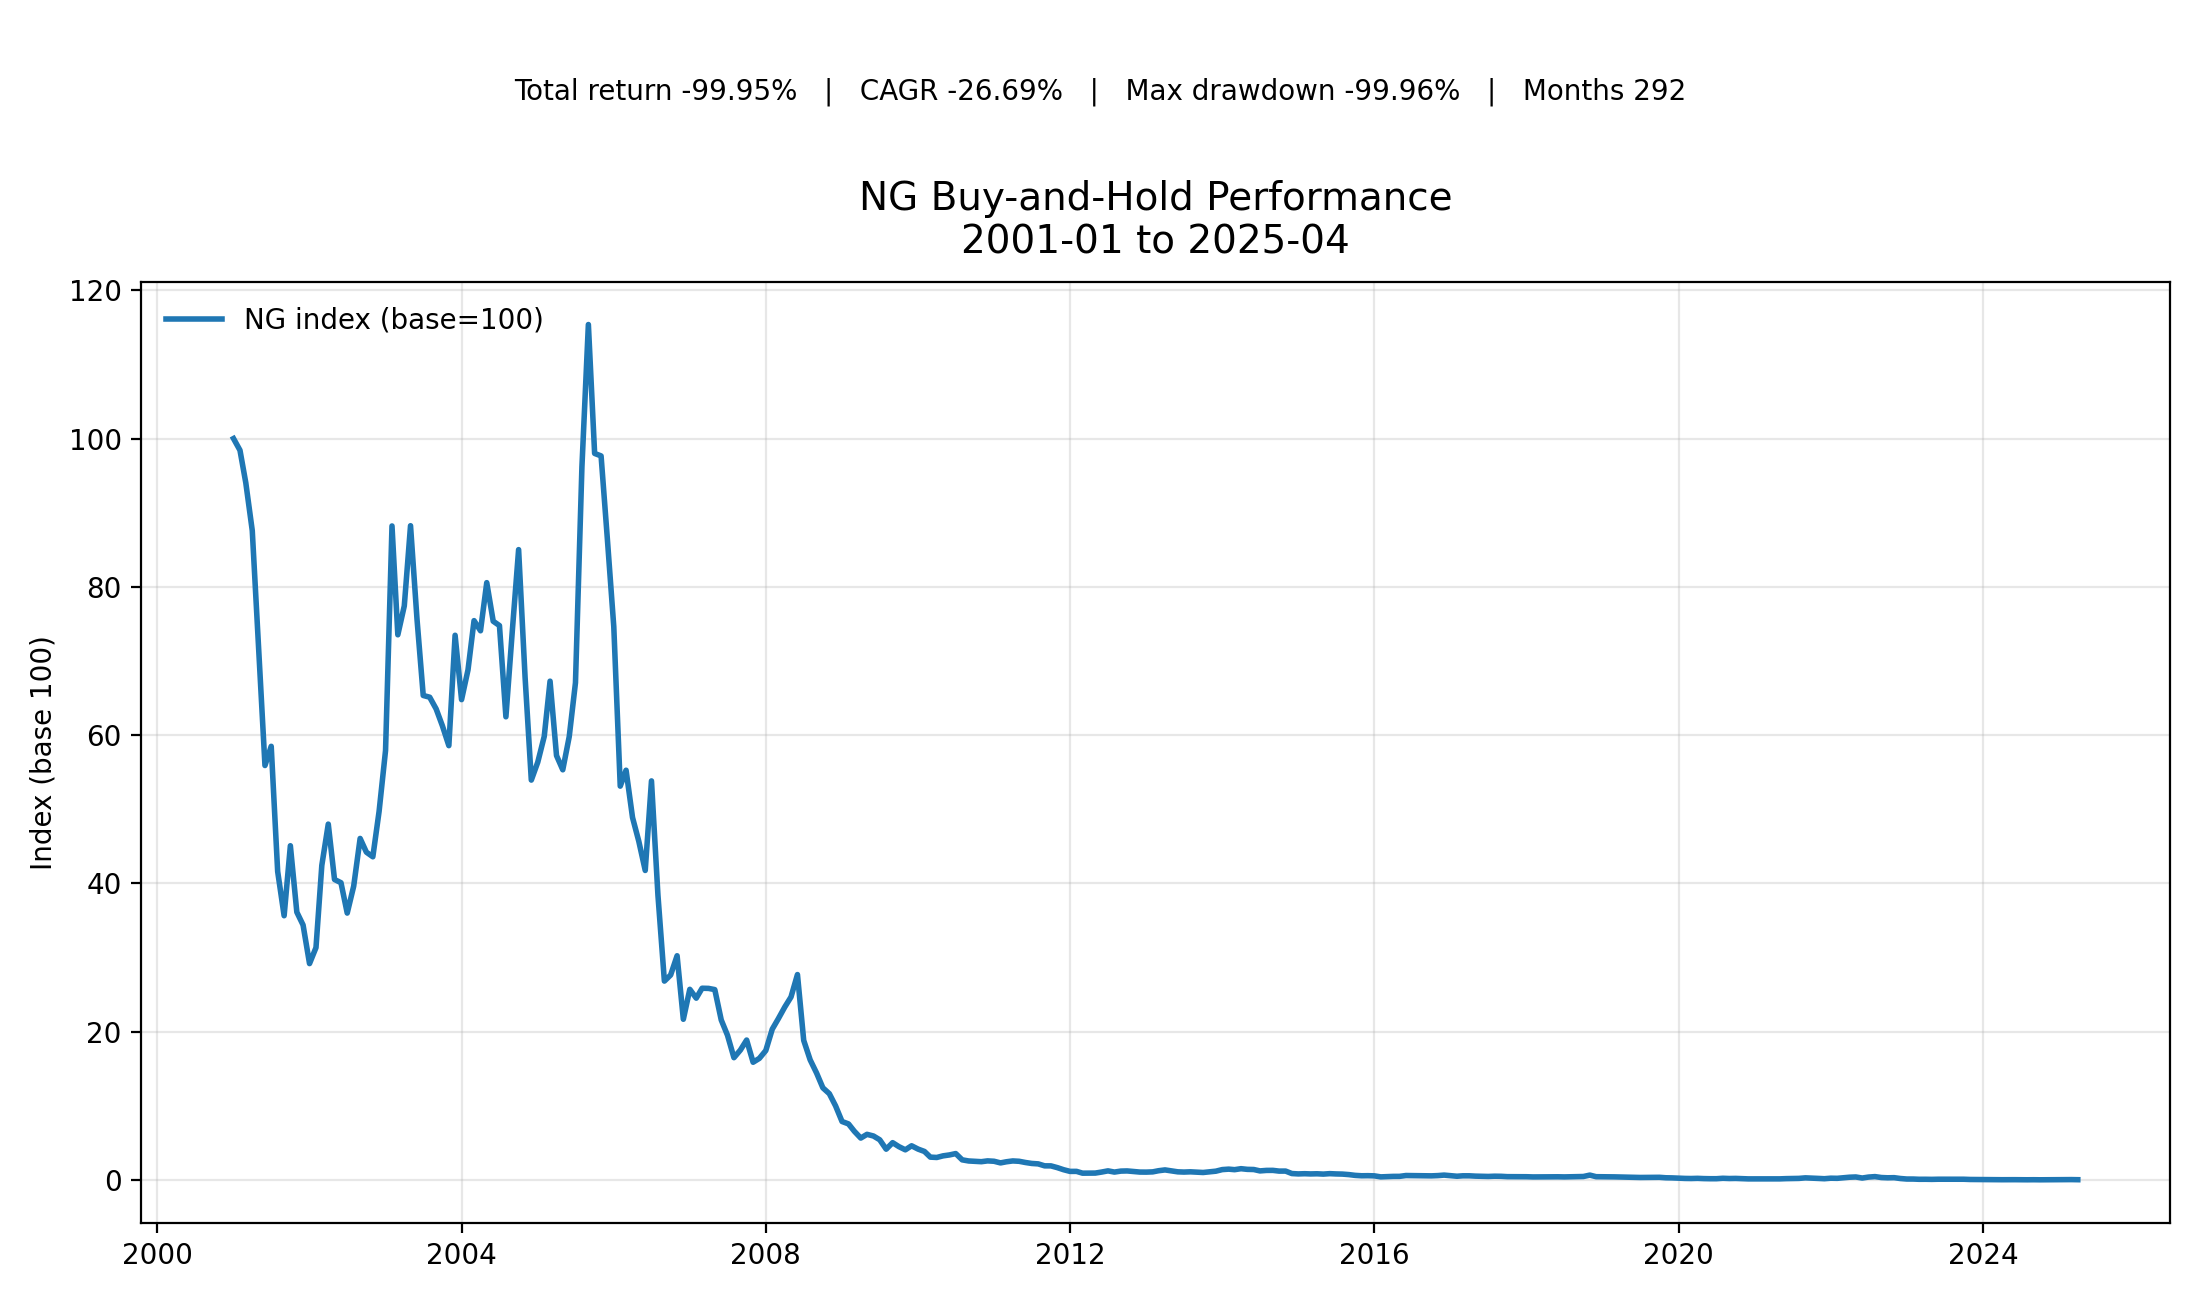 Total return -99.95%   |   CAGR -26.69%   |   Max drawdown -99.96%   |   Months 292
NG Buy-and-Hold Performance
2001-01 to 2025-04
NG index (base=100)
Index (base 100)
120
100
80
60
40
20
0
2000 2004 2008 2012 2016 2020 2024